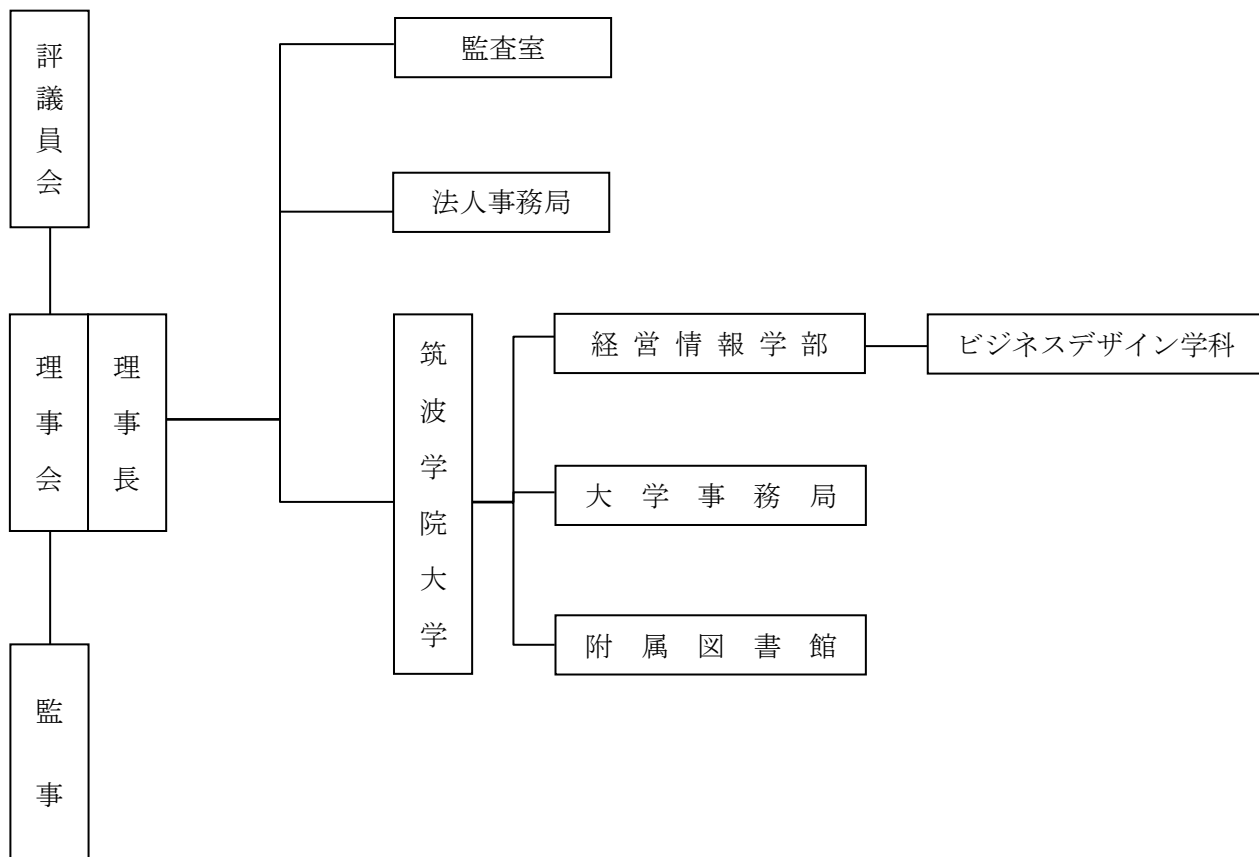 評議員会
監査室
法人事務局
理事会
理事長
筑波学院大学
経営情報学部
ビジネスデザイン学科
大学事務局
附属図書館
監事